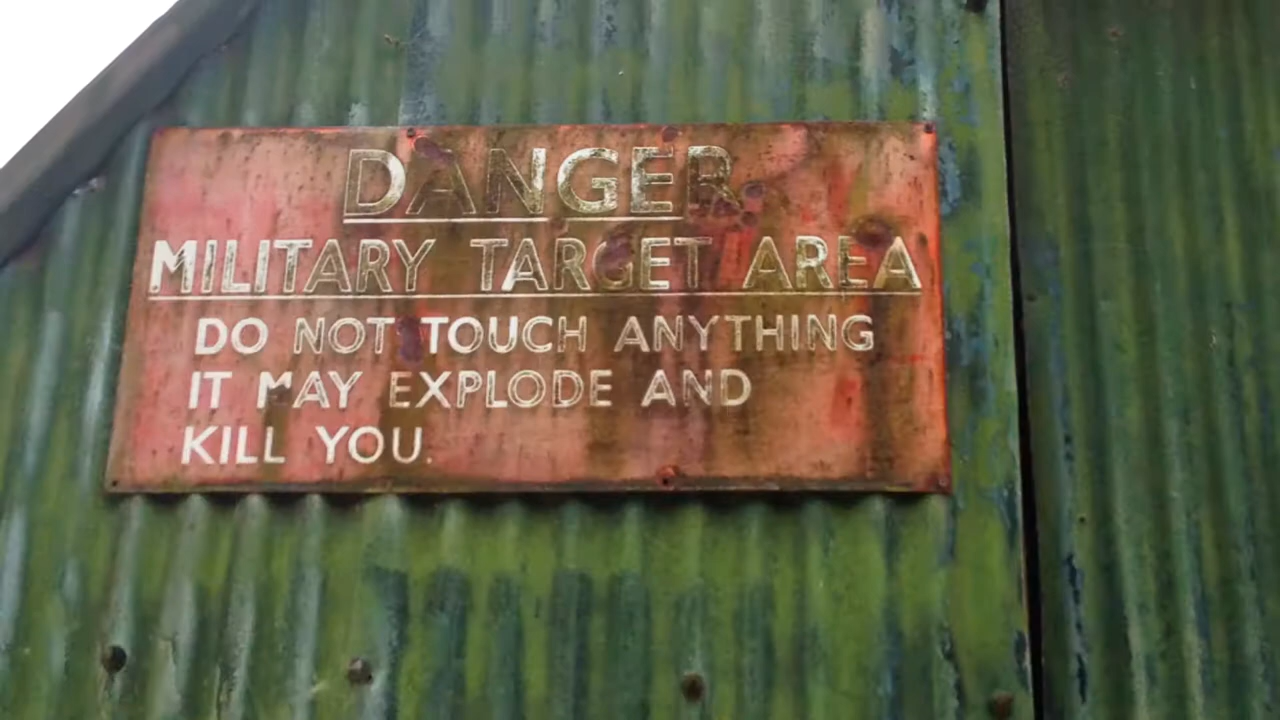 DANGER
MILITARY TARGET AREA
DO NOT TOUCH ANYTHING
IT MAY EXPLODE AND
KILL YOU.